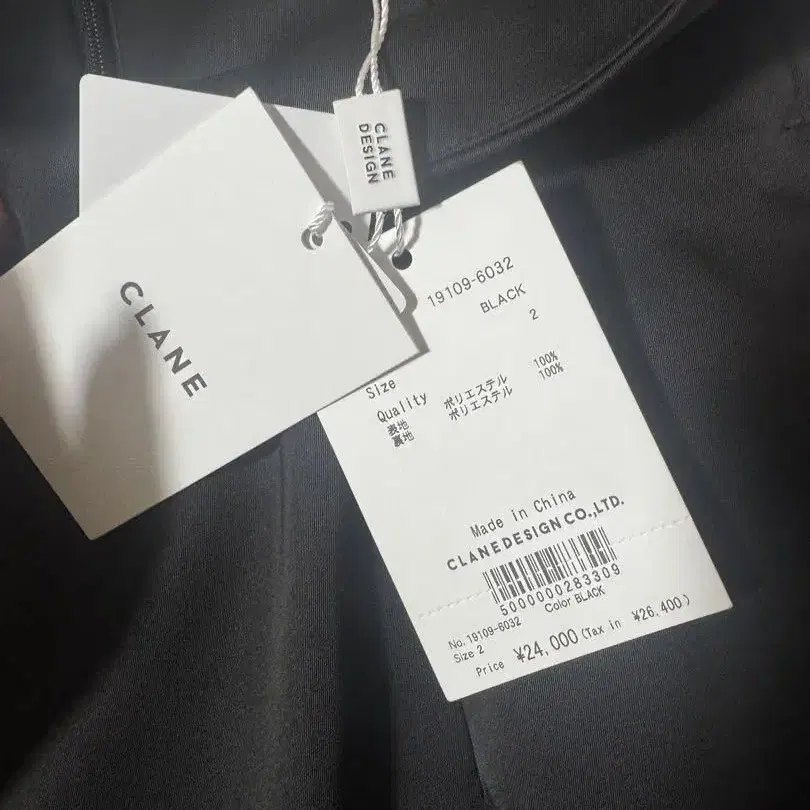 CLANE
DESIGN
CLANE
19109-6032
BLACK
2
Size
Quality
表地 ポリエステル 100%
裏地 ポリエステル 100%
Made in China
CLANEDESIGN CO.,LTD.
5000000283309
No. 19109-6032 Color BLACK
Size 2
Price ¥24,000 (Tax in ¥26,400)